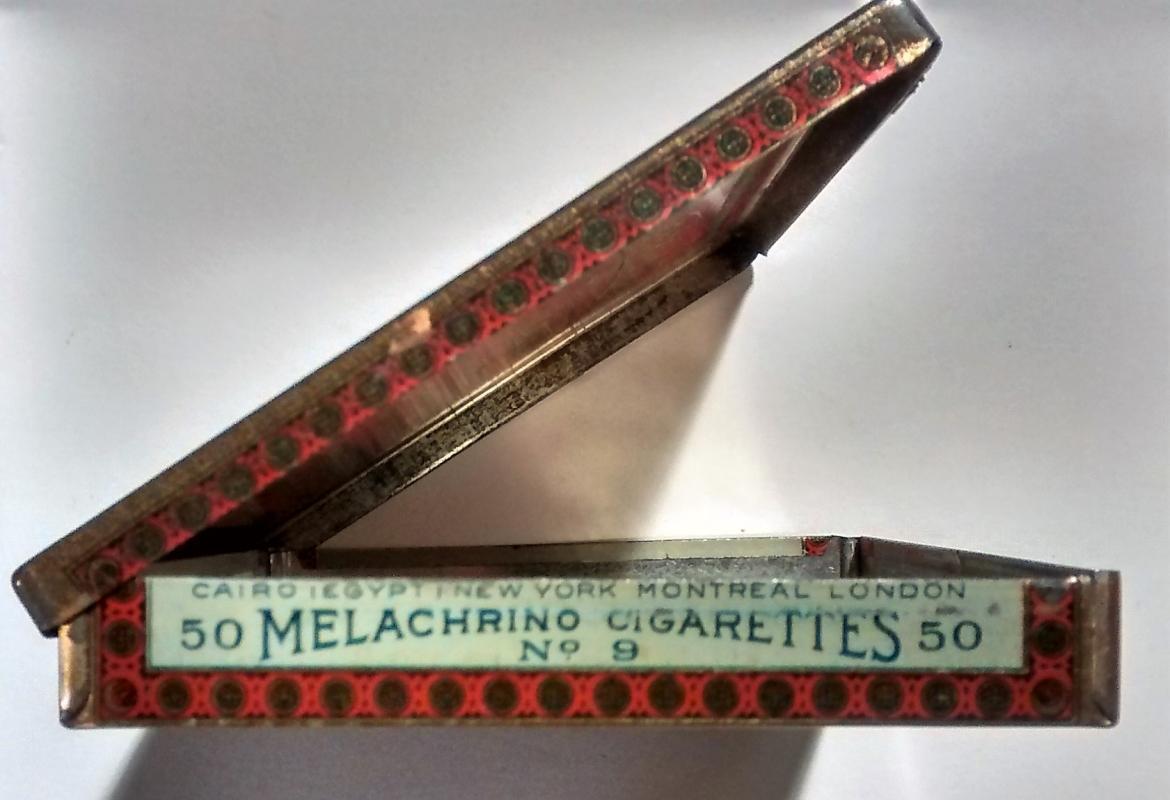 CAIRO (EGYPT) NEW YORK MONTREAL LONDON
50 MELACHRINO CIGARETTES 50
Nº 9